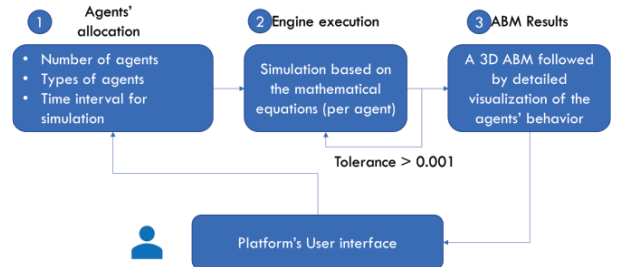 1
Agents'
allocation
• Number of agents
• Types of agents
• Time interval for
simulation
2
Engine execution
Simulation based on
the mathematical
equations (per agent)
Tolerance > 0.001
3
ABM Results
A 3D ABM followed
by detailed
visualization of the
agents' behavior
Platform's User interface